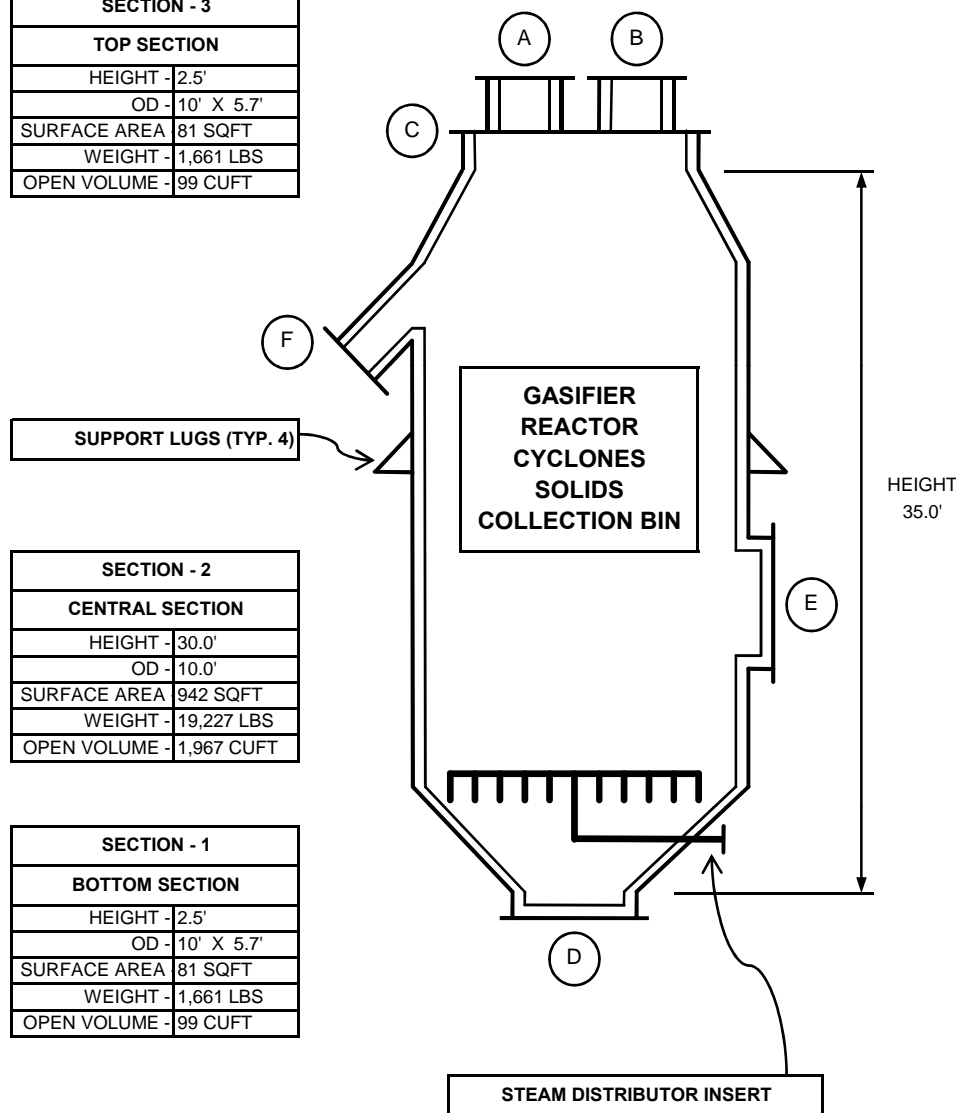 SECTION - 3
TOP SECTION
HEIGHT - 2.5'
OD - 10' X 5.7'
SURFACE AREA - 81 SQFT
WEIGHT - 1,661 LBS
OPEN VOLUME - 99 CUFT
A
B
C
F
GASIFIER
REACTOR
CYCLONES
SOLIDS
COLLECTION BIN
SUPPORT LUGS (TYP. 4)
HEIGHT
35.0'
SECTION - 2
CENTRAL SECTION
HEIGHT - 30.0'
OD - 10.0'
SURFACE AREA - 942 SQFT
WEIGHT - 19,227 LBS
OPEN VOLUME - 1,967 CUFT
E
SECTION - 1
BOTTOM SECTION
HEIGHT - 2.5'
OD - 10' X 5.7'
SURFACE AREA - 81 SQFT
WEIGHT - 1,661 LBS
OPEN VOLUME - 99 CUFT
D
STEAM DISTRIBUTOR INSERT